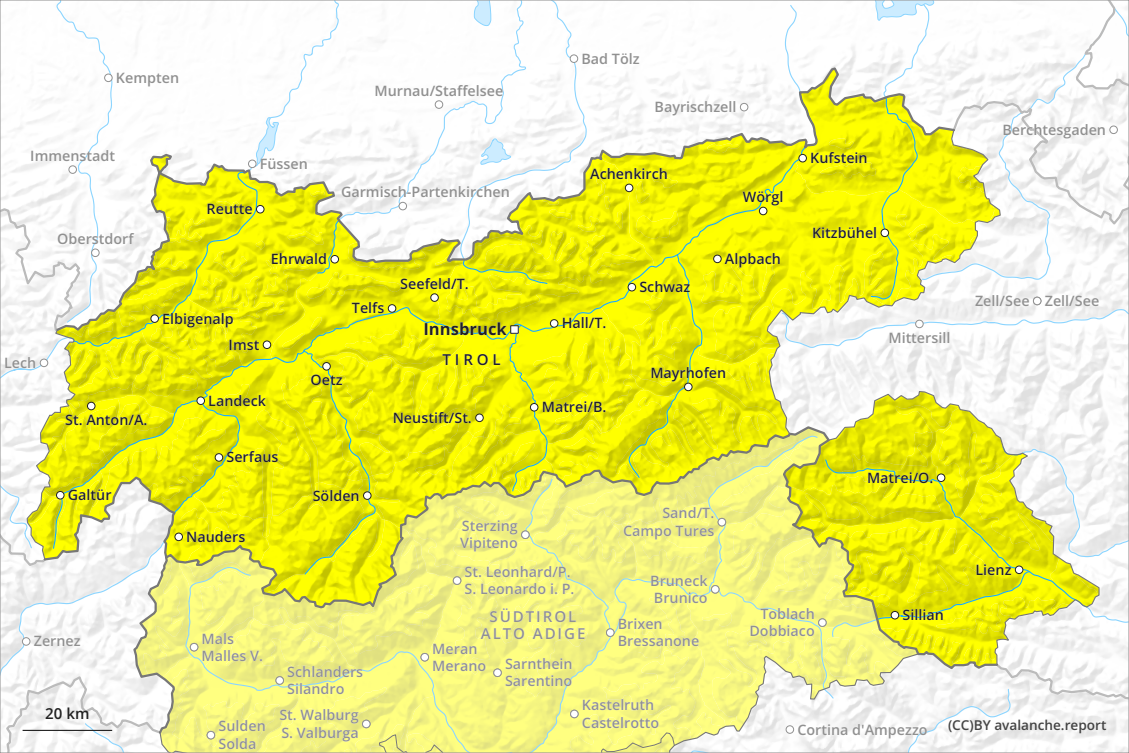 Kempten
Bad Tölz
Murnau/Staffelsee
Bayrischzell
Berchtesgaden
Immenstadt
Füssen
Kufstein
Achenkirch
Garmisch-Partenkirchen
Wörgl
Reutte
Kitzbühel
Oberstdorf
Ehrwald
Alpbach
Seefeld/T.
Schwaz
Zell/See
Zell/See
Telfs
Elbigenalp
Innsbruck
Hall/T.
Mittersill
Imst
TIROL
Lech
Oetz
Mayrhofen
Landeck
Matrei/B.
St. Anton/A.
Neustift/St.
Serfaus
Matrei/O.
Galtür
Sölden
Sand/T.
Campo Tures
Sterzing
Vipiteno
Nauders
St. Leonhard/P.
S. Leonardo i. P.
Lienz
Bruneck
Brunico
SÜDTIROL
ALTO ADIGE
Toblach
Dobbiaco
Sillian
Brixen
Bressanone
Zernez
Mals
Malles V.
Meran
Merano
Sarnthein
Sarentino
Schlanders
Silandro
Kastelruth
Castelrotto
20 km
St. Walburg
S. Valburga
Sulden
Solda
Cortina d'Ampezzo
(CC)BY avalanche.report